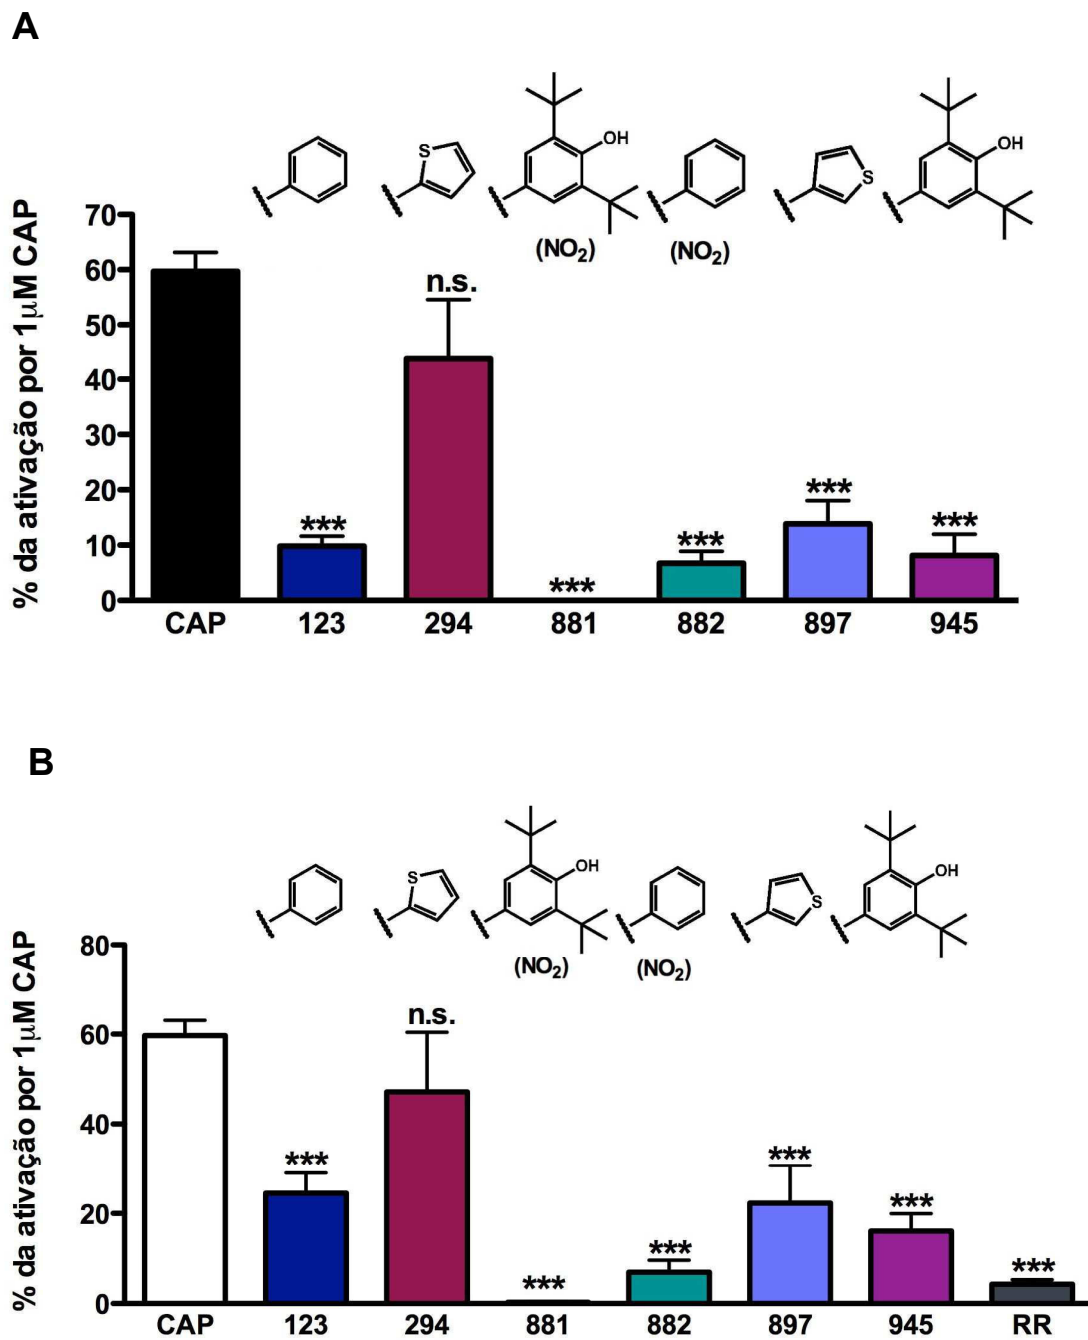 A
OH
S
OH
S
(NO₂)
(NO₂)
% da ativação por 1µM CAP
70
60
50
40
30
20
10
0
n.s.
***
***
***
***
***
CAP 123 294 881 882 897 945
B
OH
OH
S
S
(NO₂)
(NO₂)
% da ativação por 1µM CAP
80
60
40
20
0
n.s.
***
***
***
***
***
***
CAP 123 294 881 882 897 945 RR